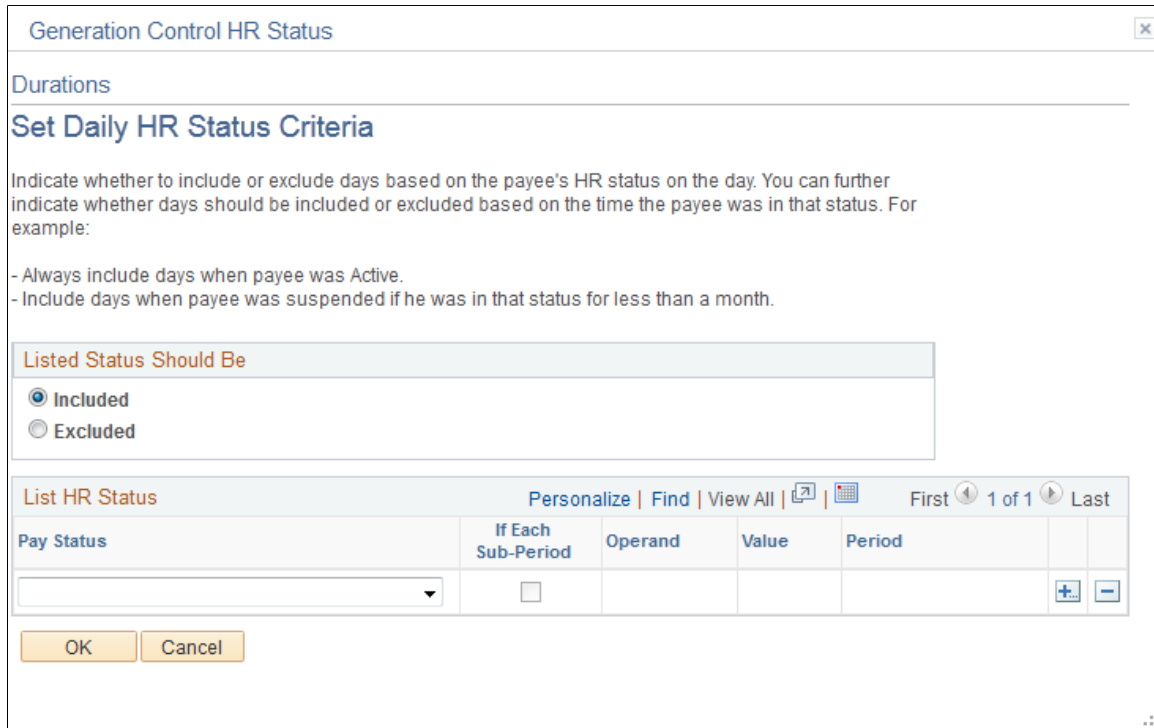 Generation Control HR Status
Durations
Set Daily HR Status Criteria
Indicate whether to include or exclude days based on the payee's HR status on the day. You can further
indicate whether days should be included or excluded based on the time the payee was in that status. For
example:
- Always include days when payee was Active.
- Include days when payee was suspended if he was in that status for less than a month.
Listed Status Should Be
Included
Excluded
List HR Status
Personalize | Find | View All | | First 1 of 1 Last
Pay Status
If Each
Sub-Period
Operand
Value
Period
OK
Cancel